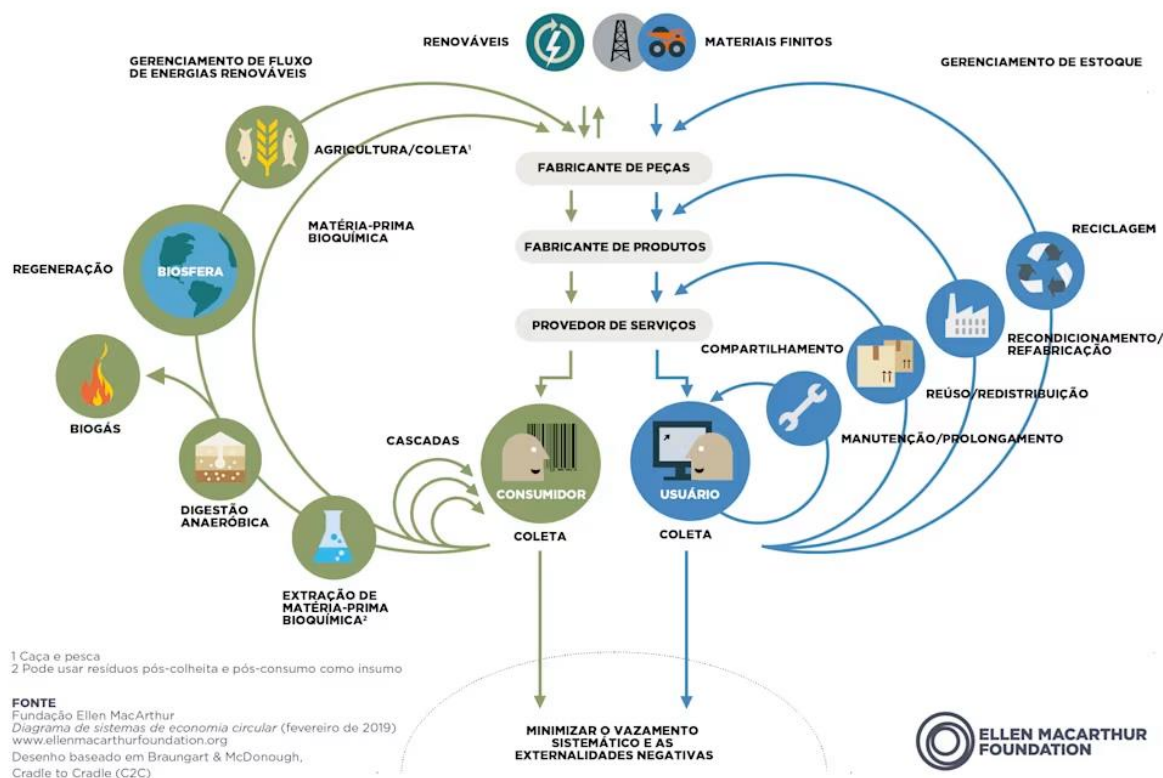 RENOVÁVEIS
MATERIAIS FINITOS
GERENCIAMENTO DE FLUXO
DE ENERGIAS RENOVÁVEIS
GERENCIAMENTO DE ESTOQUE
AGRICULTURA/COLETA¹
FABRICANTE DE PEÇAS
MATÉRIA-PRIMA
BIOQUÍMICA
RECICLAGEM
FABRICANTE DE PRODUTOS
REGENERAÇÃO
BIOSFERA
PROVEDOR DE SERVIÇOS
RECONDICIONAMENTO/
REFABRICAÇÃO
COMPARTILHAMENTO
REÚSO/REDISTRIBUIÇÃO
BIOGÁS
CASCADAS
MANUTENÇÃO/PROLONGAMENTO
CONSUMIDOR
USUÁRIO
DIGESTÃO
ANAERÓBICA
COLETA
COLETA
EXTRAÇÃO DE
MATÉRIA-PRIMA
BIOQUÍMICA²
1 Caça e pesca
2 Pode usar resíduos pós-colheita e pós-consumo como insumo
FONTE
Fundação Ellen MacArthur
Diagrama de sistemas de economia circular (fevereiro de 2019)
www.ellenmacarthurfoundation.org
Desenho baseado em Braungart & McDonough,
Cradle to Cradle (C2C)
MINIMIZAR O VAZAMENTO
SISTEMÁTICO E AS
EXTERNALIDADES NEGATIVAS
ELLEN MACARTHUR
FOUNDATION